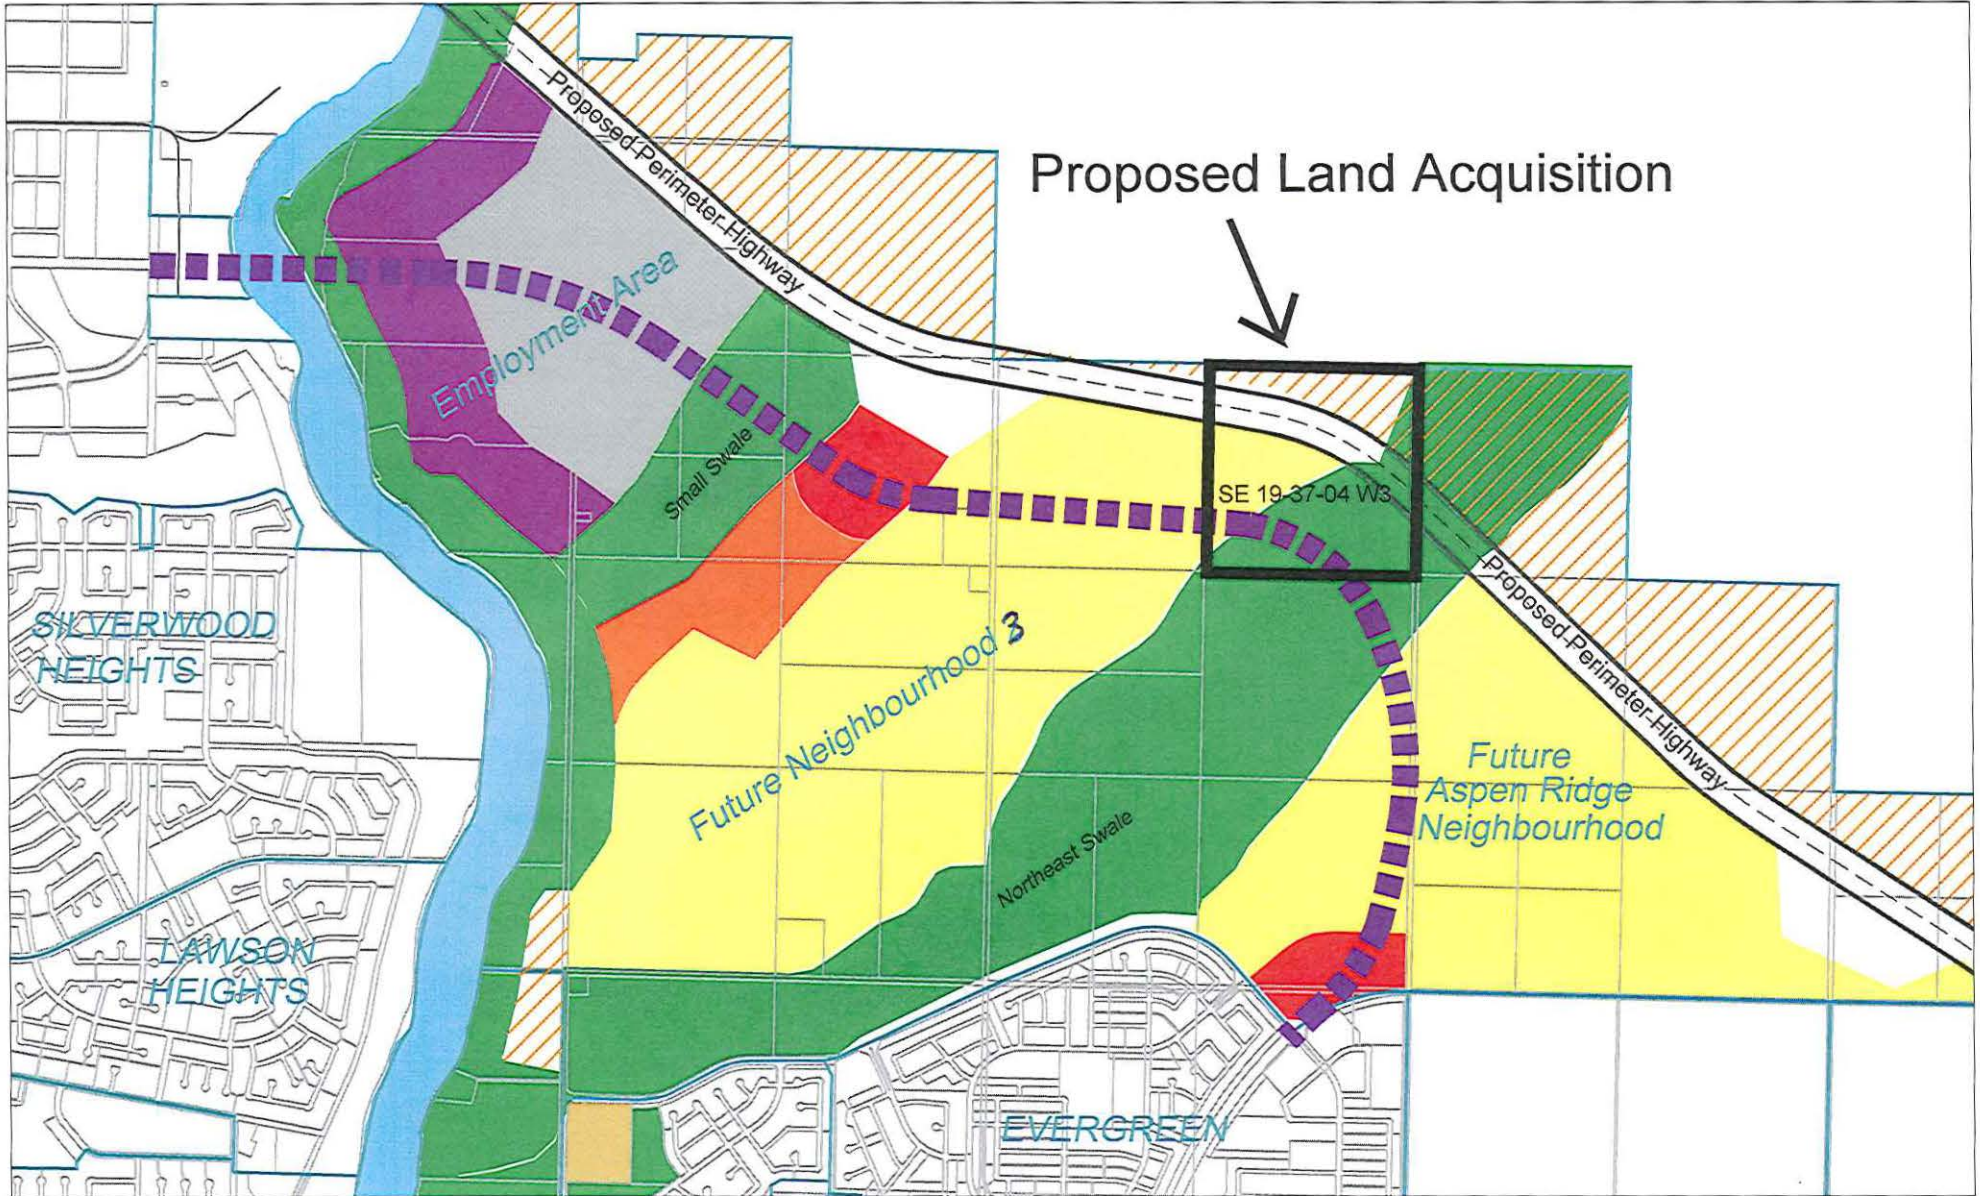 Proposed Perimeter Highway
Proposed Land Acquisition
Employment Area
Small Swale
SE 19-37-04 W3
Proposed Perimeter Highway
SILVERWOOD
HEIGHTS
Future Neighbourhood 3
Future
Aspen Ridge
Neighbourhood
Northeast Swale
LAWSON
HEIGHTS
EVERGREEN